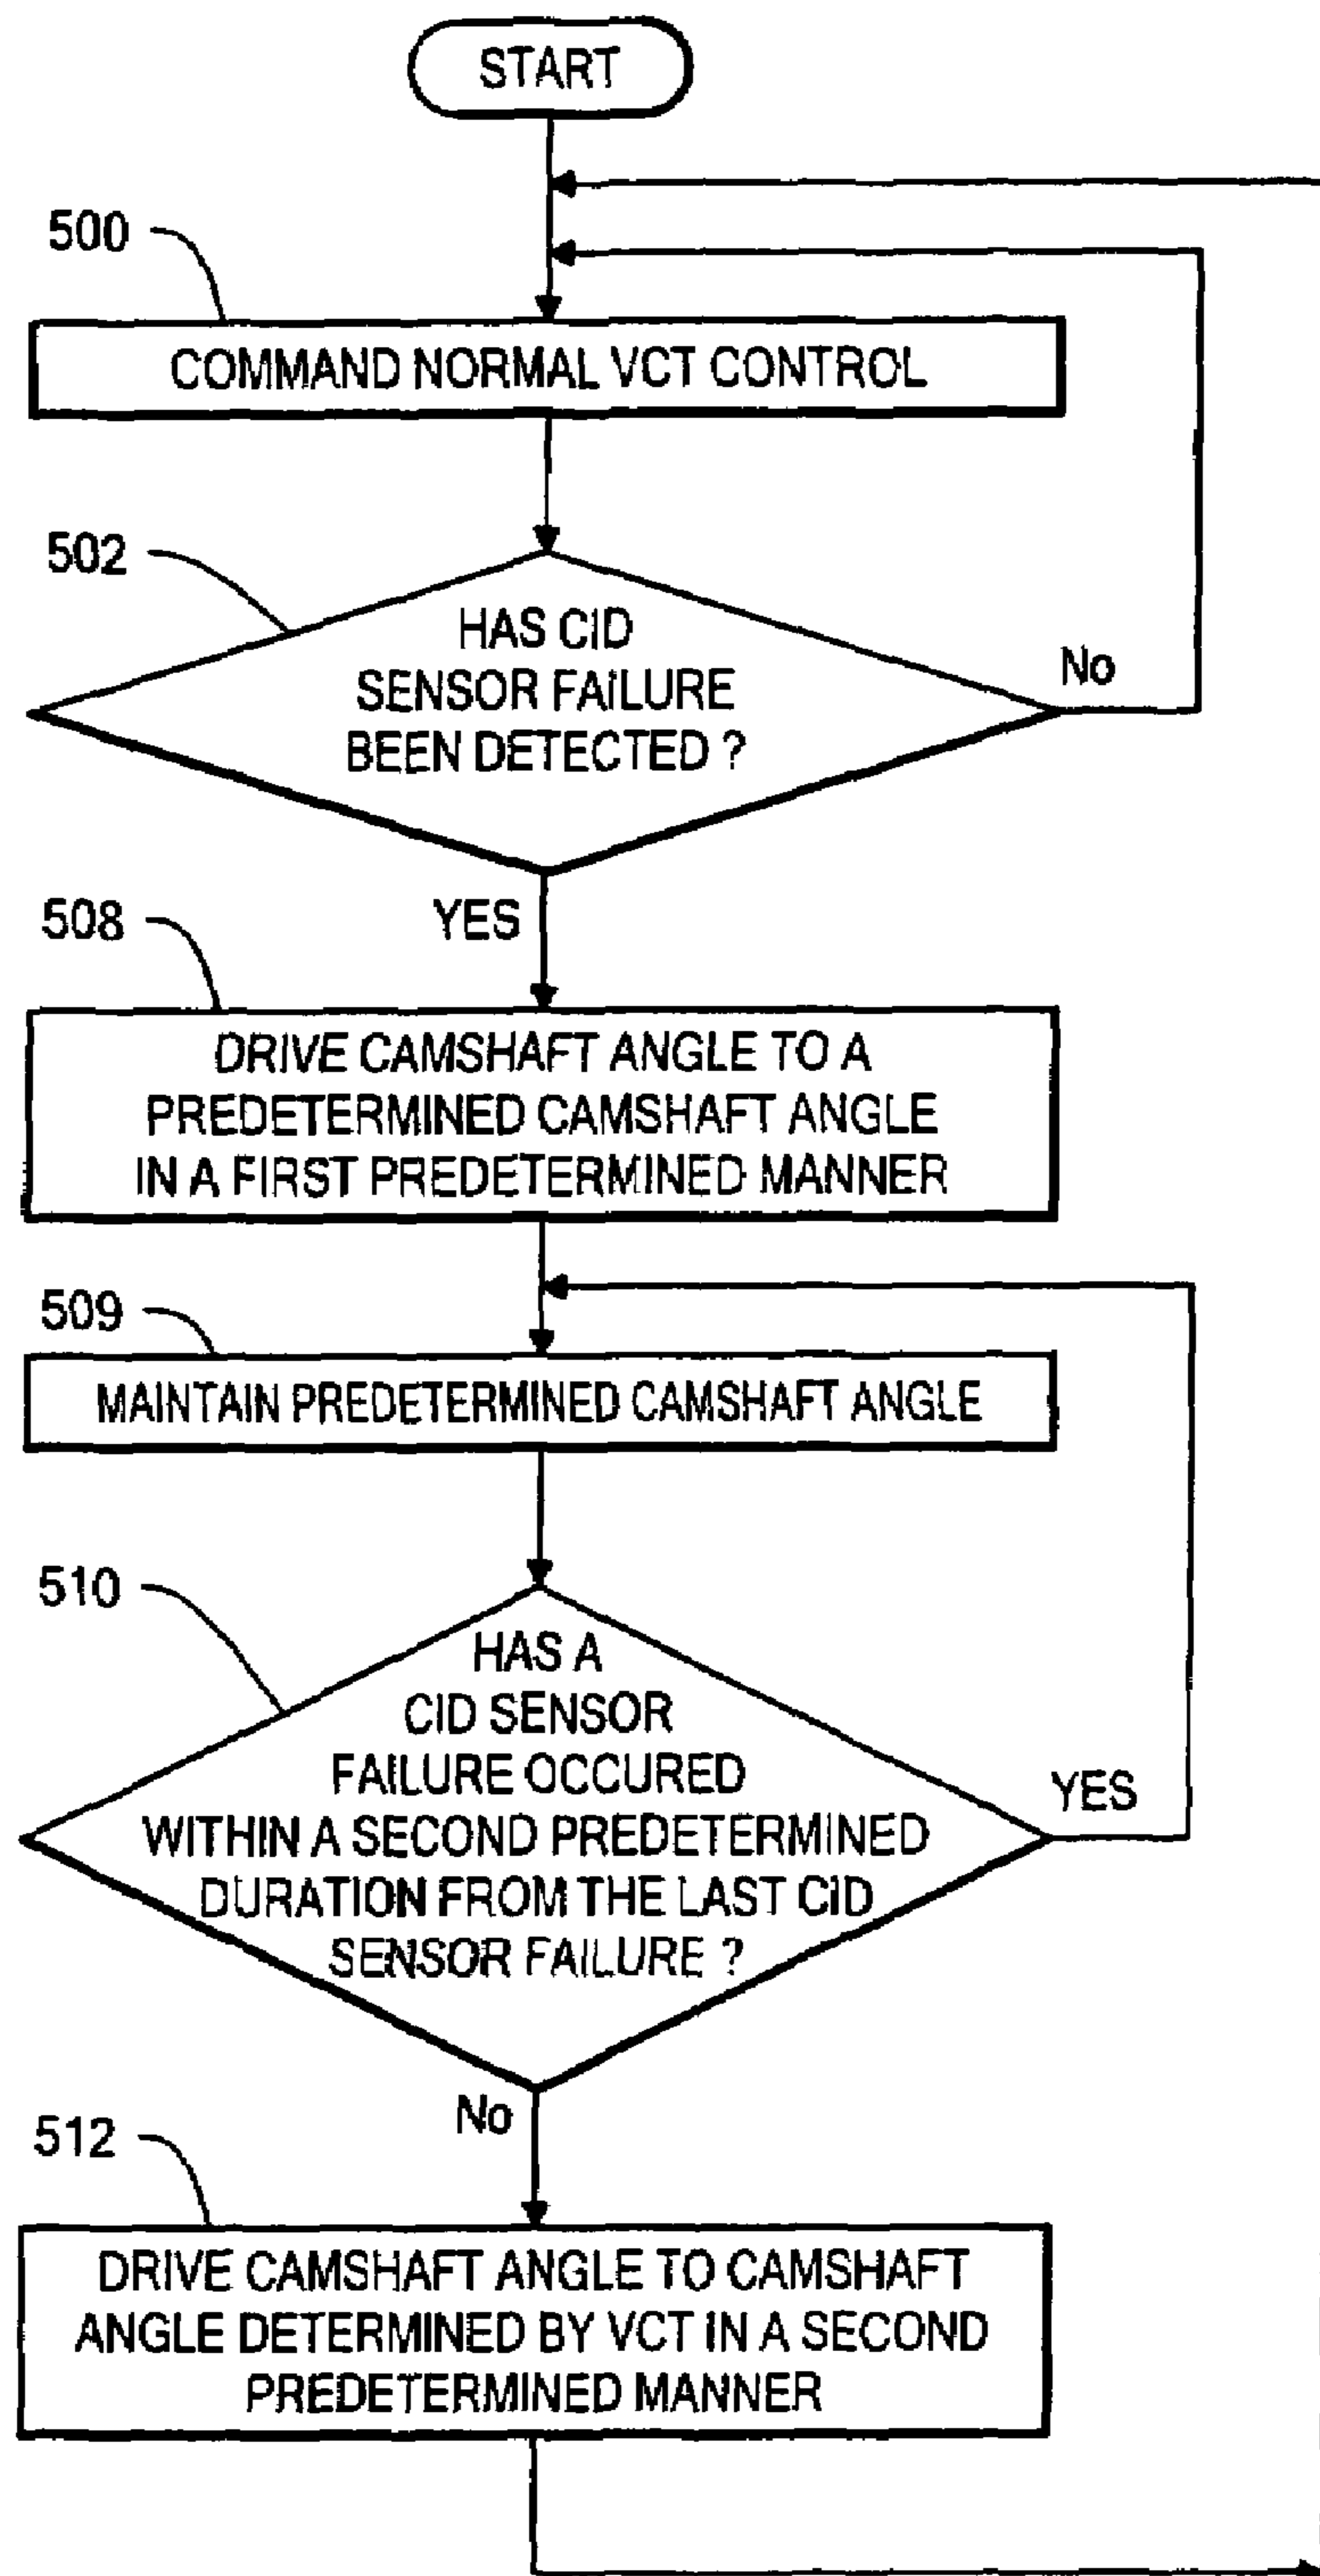 START
500
COMMAND NORMAL VCT CONTROL
502
HAS CID
SENSOR FAILURE
BEEN DETECTED ?
No
YES
508
DRIVE CAMSHAFT ANGLE TO A
PREDETERMINED CAMSHAFT ANGLE
IN A FIRST PREDETERMINED MANNER
509
MAINTAIN PREDETERMINED CAMSHAFT ANGLE
510
HAS A
CID SENSOR
FAILURE OCCURED
WITHIN A SECOND PREDETERMINED
DURATION FROM THE LAST CID
SENSOR FAILURE ?
YES
No
512
DRIVE CAMSHAFT ANGLE TO CAMSHAFT
ANGLE DETERMINED BY VCT IN A SECOND
PREDETERMINED MANNER